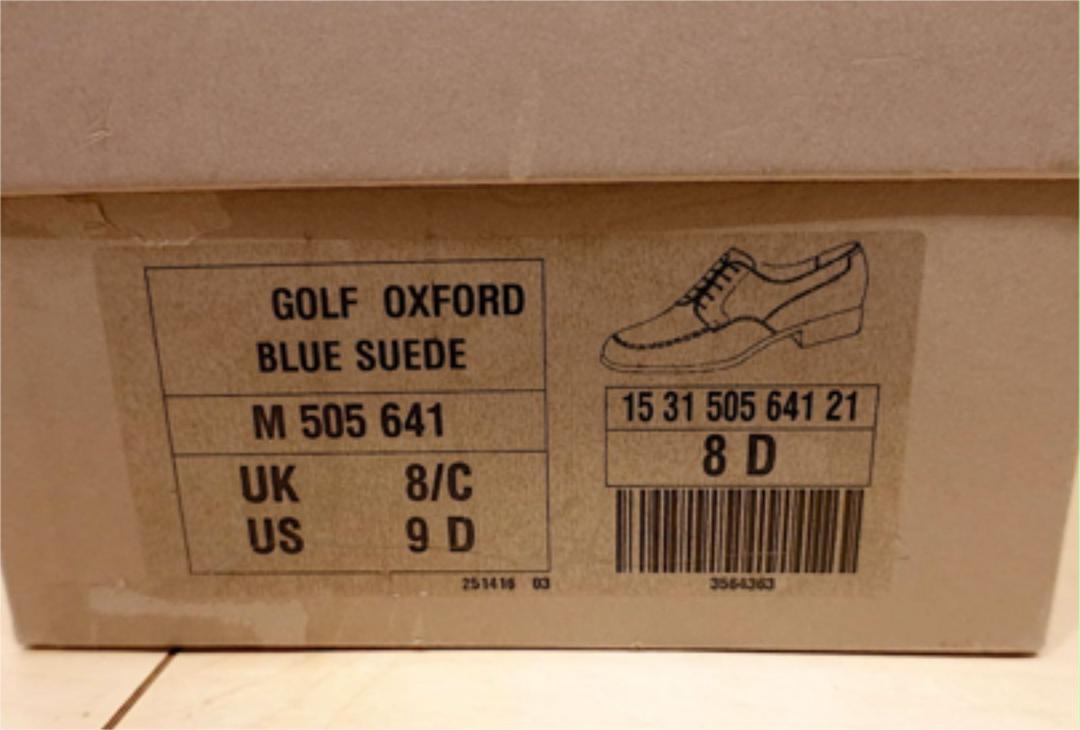 GOLF OXFORD
BLUE SUEDE
M 505 641
UK 8/C
US 9 D
251416 03
15 31 505 641 21
8 D
3564363